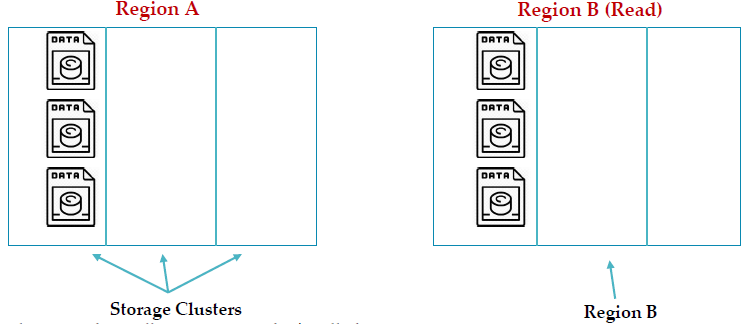 Region A
Region B (Read)
DATA
DATA
DATA
DATA
DATA
DATA
Storage Clusters
Region B